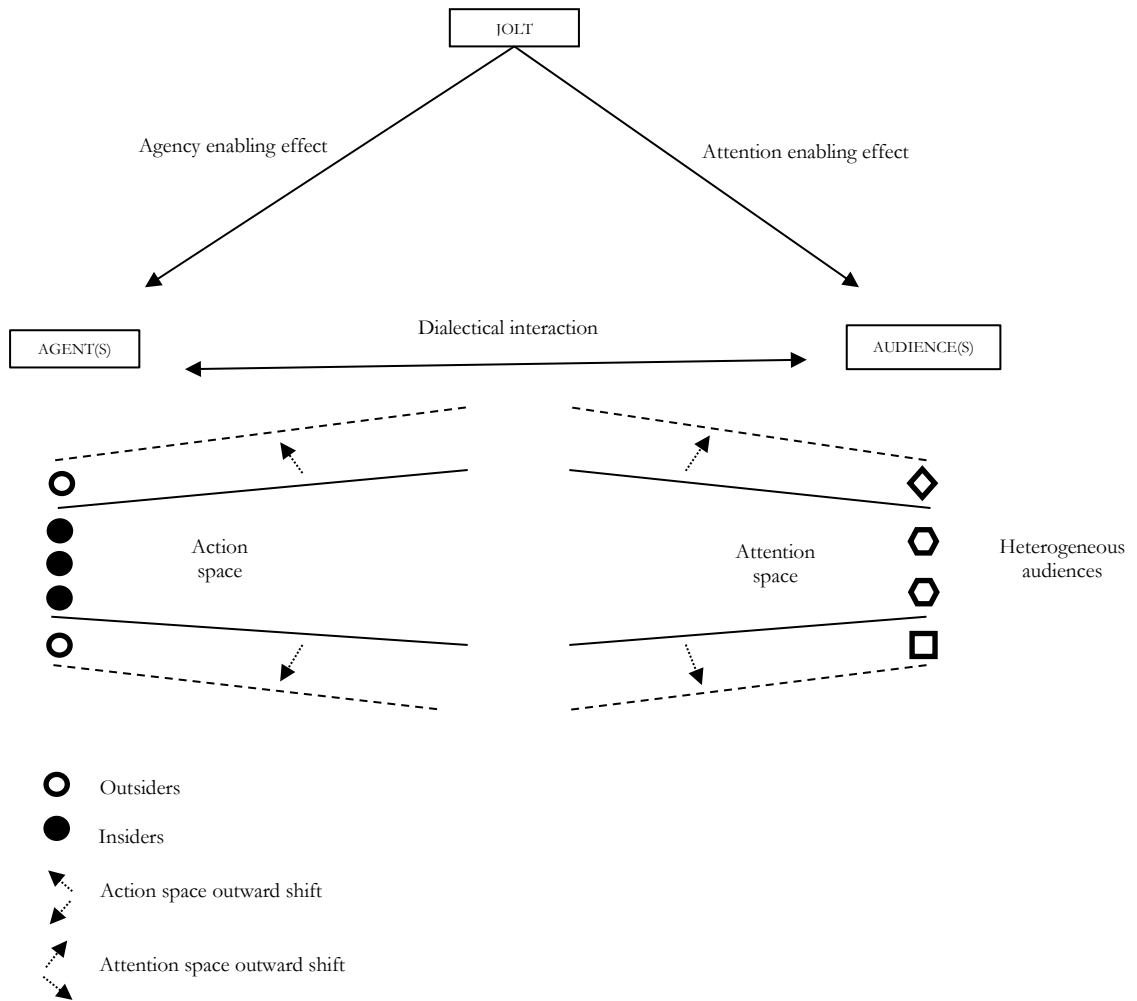 JOLT
Agency enabling effect
Attention enabling effect
Dialectical interaction
AGENT(S)
AUDIENCE(S)
Action
space
Attention
space
Heterogeneous
audiences
Outsiders
Insiders
Action space outward shift
Attention space outward shift